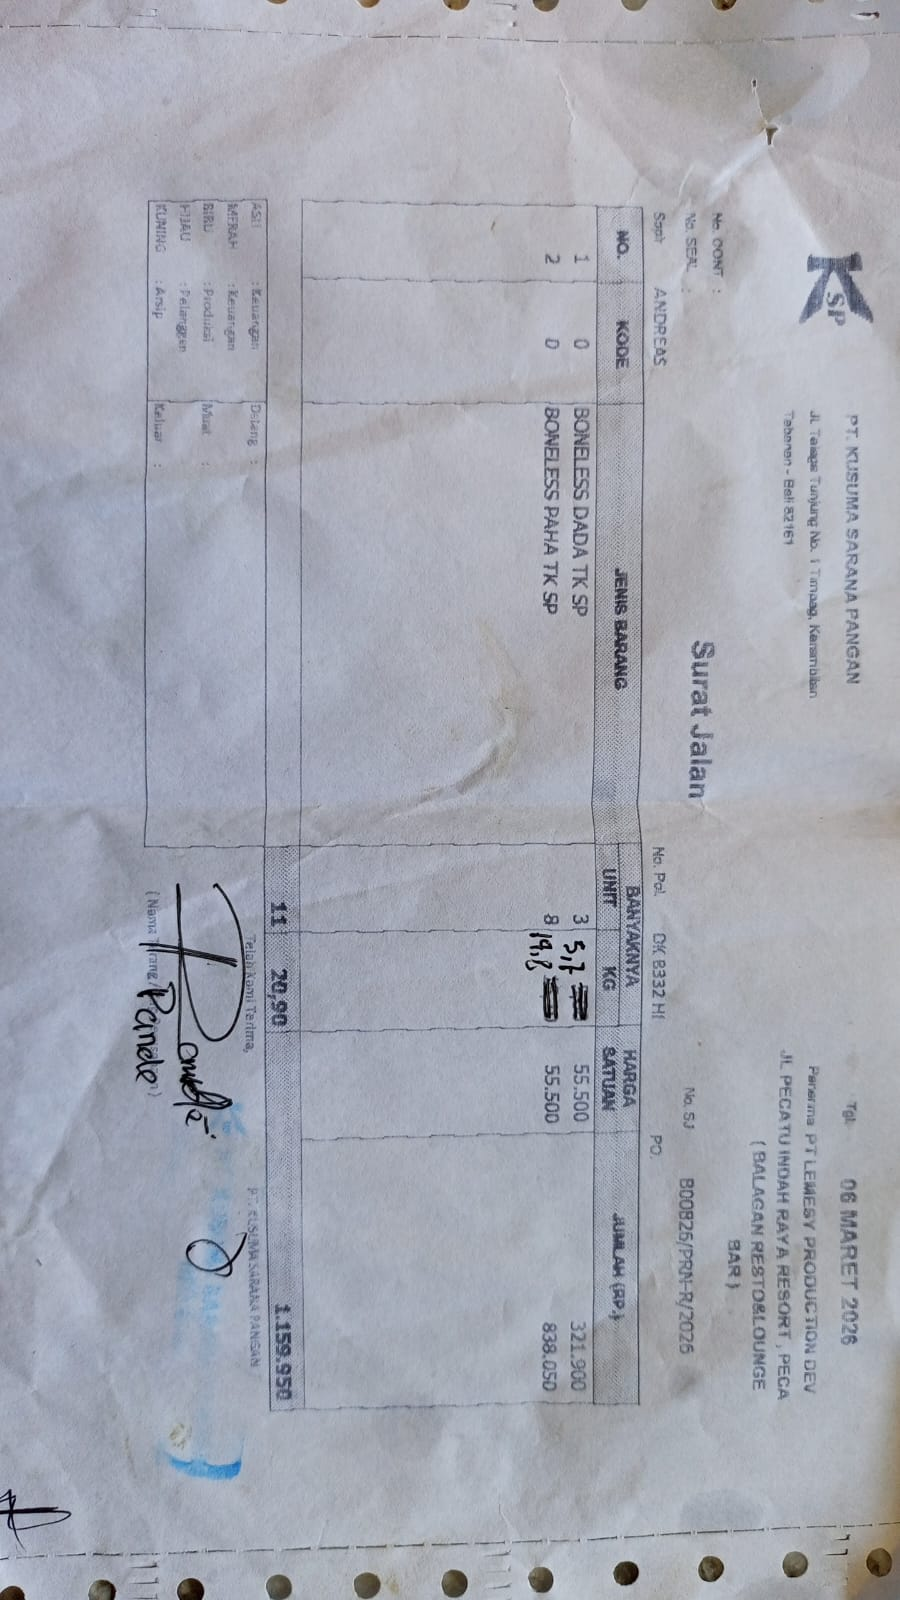 KSP
PT. KUSUMA SARANA PANGAN
JL Telaga Tunjung No. 1 Timpag, Kerambitan
Tabanan - Bali 82161
Tgl. 06 MARET 2026
Penerima PT LEMESY PRODUCTION DEV
JL PECATU INDAH RAYA RESORT , PECA
( BALAGAN RESTO&LOUNGE
BAR )
No. CONT :
No. SEAL :
Surat Jalan
No. SJ B00825/PRN-R/2026
Sopir ANDREAS
No. Pol. DK 8332 HI
PO.
NO. KODE JENIS BARANG BANYAKNYA HARGA SATUAN JUMLAH (RP.)
UNIT KG
1 0 BONELESS DADA TK SP 3 5,7 55.500 321.900
2 0 BONELESS PAHA TK SP 8 14,8 55.500 838.050
11 20,90 1.159.950
ASLI : Keuangan Datang :
MERAH : Keuangan
BIRU : Produksi Muat :
HIJAU : Pelanggan
KUNING : Arsip Keluar :
Telah Kami Terima,
PT. KUSUMA SARANA PANGAN
Pande